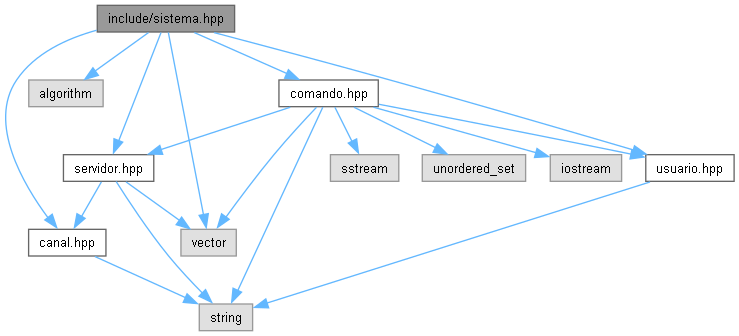 include/sistema.hpp
algorithm
comando.hpp
servidor.hpp
sstream
unordered_set
iostream
usuario.hpp
canal.hpp
vector
string